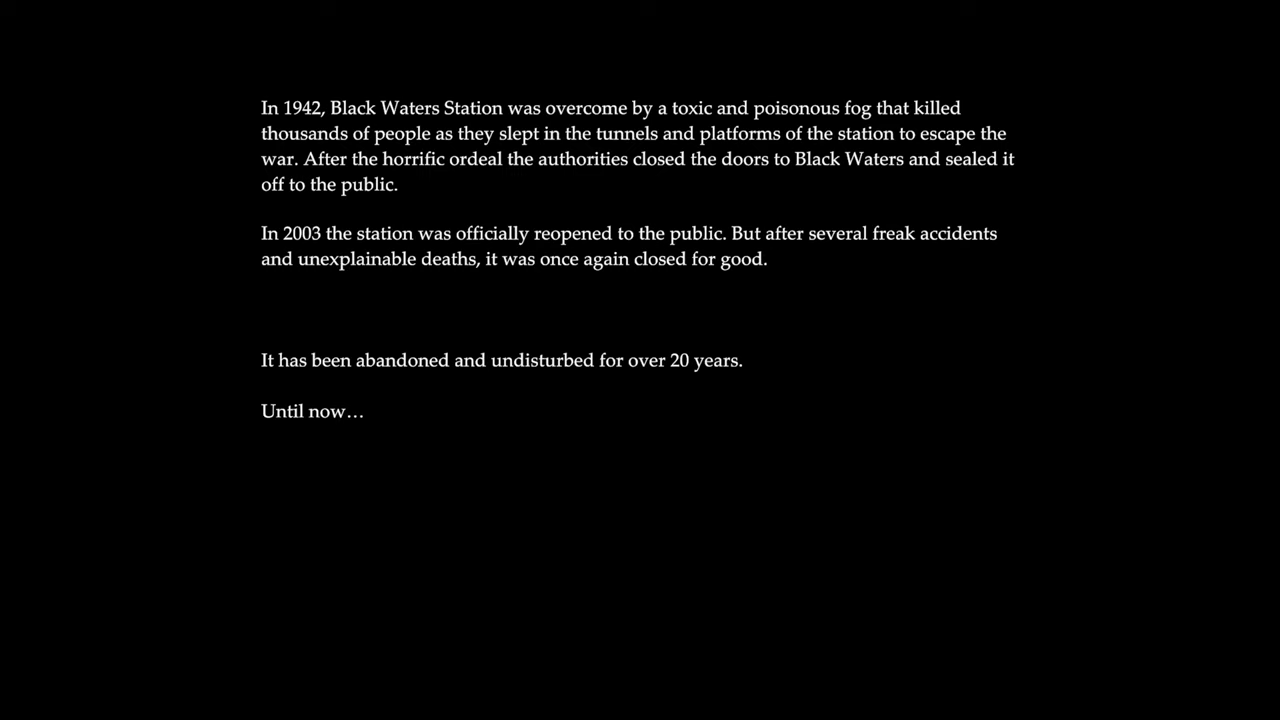 In 1942, Black Waters Station was overcome by a toxic and poisonous fog that killed
thousands of people as they slept in the tunnels and platforms of the station to escape the
war. After the horrific ordeal the authorities closed the doors to Black Waters and sealed it
off to the public.
In 2003 the station was officially reopened to the public. But after several freak accidents
and unexplainable deaths, it was once again closed for good.
It has been abandoned and undisturbed for over 20 years.
Until now…